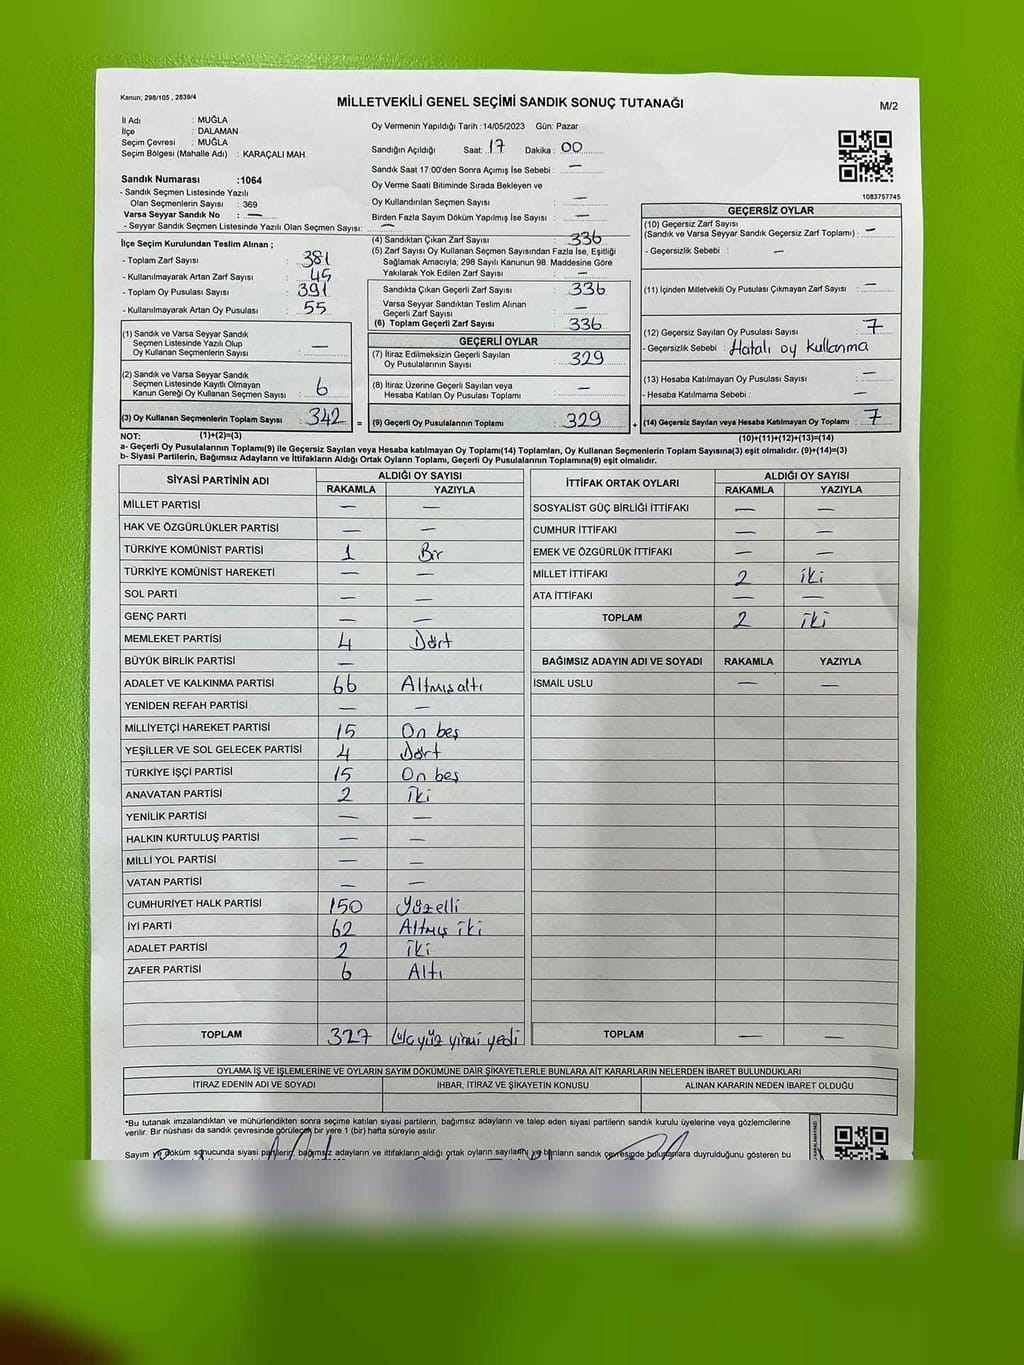 Kanun; 298/105 , 2839/4
MİLLETVEKİLİ GENEL SEÇİMİ SANDIK SONUÇ TUTANAĞI
M/2
İl Adı : MUĞLA
İlçe : DALAMAN
Seçim Çevresi : MUĞLA
Seçim Bölgesi (Mahalle Adı) : KARAÇALI MAH.
Sandık Numarası :1064
- Sandık Seçmen Listesinde Yazılı
Olan Seçmenlerin Sayısı : 369
Varsa Seyyar Sandık No : —
- Seyyar Sandık Seçmen Listesinde Yazılı Olan Seçmen Sayısı: —
İlçe Seçim Kurulundan Teslim Alınan ;
- Toplam Zarf Sayısı : 381
- Kullanılmayarak Artan Zarf Sayısı : 45
- Toplam Oy Pusulası Sayısı : 391
- Kullanılmayarak Artan Oy Pusulası : 55
(1) Sandık ve Varsa Seyyar Sandık
Seçmen Listesinde Yazılı Olup
Oy Kullanan Seçmenlerin Sayısı : —
(2) Sandık ve Varsa Seyyar Sandık
Seçmen Listesinde Kayıtlı Olmayan
Kanun Gereği Oy Kullanan Seçmen Sayısı : 6
(3) Oy Kullanan Seçmenlerin Toplam Sayısı : 342 =
Oy Vermenin Yapıldığı Tarih :14/05/2023 Gün: Pazar
Sandığın Açıldığı Saat: 17 Dakika : 00
Sandık Saat 17:00'den Sonra Açımış İse Sebebi : —
Oy Verme Saati Bitiminde Sırada Bekleyen ve
Oy Kullandırılan Seçmen Sayısı : —
Birden Fazla Sayım Döküm Yapılmış İse Sayısı : —
(4) Sandıktan Çıkan Zarf Sayısı : 336
(5) Zarf Sayısı Oy Kullanan Seçmen Sayısından Fazla İse, Eşitliği
Sağlamak Amacıyla; 298 Sayılı Kanunun 98. Maddesine Göre
Yakılarak Yok Edilen Zarf Sayısı : —
Sandıkta Çıkan Geçerli Zarf Sayısı : 336
Varsa Seyyar Sandıktan Teslim Alınan
Geçerli Zarf Sayısı : —
(6) Toplam Geçerli Zarf Sayısı : 336
GEÇERLİ OYLAR
(7) İtiraz Edilmeksizin Geçerli Sayılan
Oy Pusulalarının Sayısı : 329
(8) İtiraz Üzerine Geçerli Sayılan veya
Hesaba Katılan Oy Pusulası Toplamı : —
(9) Geçerli Oy Pusulalarının Toplamı : 329 +
1083757745
GEÇERSİZ OYLAR
(10) Geçersiz Zarf Sayısı
(Sandık ve Varsa Seyyar Sandık Geçersiz Zarf Toplamı) : —
- Geçersizlik Sebebi : —
(11) İçinden Milletvekili Oy Pusulası Çıkmayan Zarf Sayısı : —
(12) Geçersiz Sayılan Oy Pusulası Sayısı : 7
- Geçersizlik Sebebi : Hatalı oy kullanma
(13) Hesaba Katılmayan Oy Pusulası Sayısı : —
- Hesaba Katılmama Sebebi : —
(14) Geçersiz Sayılan veya Hesaba Katılmayan Oy Toplamı : 7
NOT: (1)+(2)=(3) (10)+(11)+(12)+(13)=(14)
a- Geçerli Oy Pusulalarının Toplamı(9) ile Geçersiz Sayılan veya Hesaba katılmayan Oy Toplamı(14) Toplamları, Oy Kullanan Seçmenlerin Toplam Sayısına(3) eşit olmalıdır. (9)+(14)=(3)
b- Siyasi Partilerin, Bağımsız Adayların ve İttifakların Aldığı Ortak Oyların Toplamı, Geçerli Oy Pusulalarının Toplamına(9) eşit olmalıdır.
SİYASİ PARTİNİN ADI ALDIĞI OY SAYISI
RAKAMLA YAZIYLA
MİLLET PARTİSİ — —
HAK VE ÖZGÜRLÜKLER PARTİSİ — —
TÜRKİYE KOMÜNİST PARTİSİ 1 Bir
TÜRKİYE KOMÜNİST HAREKETİ — —
SOL PARTİ — —
GENÇ PARTİ — —
MEMLEKET PARTİSİ 4 Dört
BÜYÜK BİRLİK PARTİSİ —
ADALET VE KALKINMA PARTİSİ 66 Altmışaltı
YENİDEN REFAH PARTİSİ — —
MİLLİYETÇİ HAREKET PARTİSİ 15 On beş
YEŞİLLER VE SOL GELECEK PARTİSİ 4 Dört
TÜRKİYE İŞÇİ PARTİSİ 15 On beş
ANAVATAN PARTİSİ 2 İki
YENİLİK PARTİSİ — —
HALKIN KURTULUŞ PARTİSİ — —
MİLLİ YOL PARTİSİ — —
VATAN PARTİSİ — —
CUMHURİYET HALK PARTİSİ 150 Yüzelli
İYİ PARTİ 62 Altmış iki
ADALET PARTİSİ 2 İki
ZAFER PARTİSİ 6 Altı
TOPLAM 327 Üçyüz yirmi yedi
İTTİFAK ORTAK OYLARI ALDIĞI OY SAYISI
RAKAMLA YAZIYLA
SOSYALİST GÜÇ BİRLİĞİ İTTİFAKI — —
CUMHUR İTTİFAKI — —
EMEK VE ÖZGÜRLÜK İTTİFAKI — —
MİLLET İTTİFAKI 2 iki
ATA İTTİFAKI — —
TOPLAM 2 iki
BAĞIMSIZ ADAYIN ADI VE SOYADI RAKAMLA YAZIYLA
İSMAİL USLU — —
TOPLAM — —
OYLAMA İŞ VE İŞLEMLERİNE VE OYLARIN SAYIM DÖKÜMÜNE DAİR ŞİKAYETLERLE BUNLARA AİT KARARLARIN NELERDEN İBARET BULUNDUKLARI
İTİRAZ EDENİN ADI VE SOYADI İHBAR, İTİRAZ VE ŞİKAYETİN KONUSU ALINAN KARARIN NEDEN İBARET OLDUĞU
*Bu tutanak imzalandıktan ve mühürlendikten sonra seçime katılan siyasi partilerin, bağımsız adayların ve talep eden siyasi partilerin sandık kurulu üyelerine veya gözlemcilerine
verilir. Bir nüshası da sandık çevresinde görülecek bir yere 1 (bir) hafta süreyle asılır.
Sayım ve döküm sonucunda siyasi partilerin, bağımsız adayların ve ittifakların aldığı ortak oyların sayılarını ve bunların sandık çevresinde bulunanlara duyrulduğunu gösteren bu